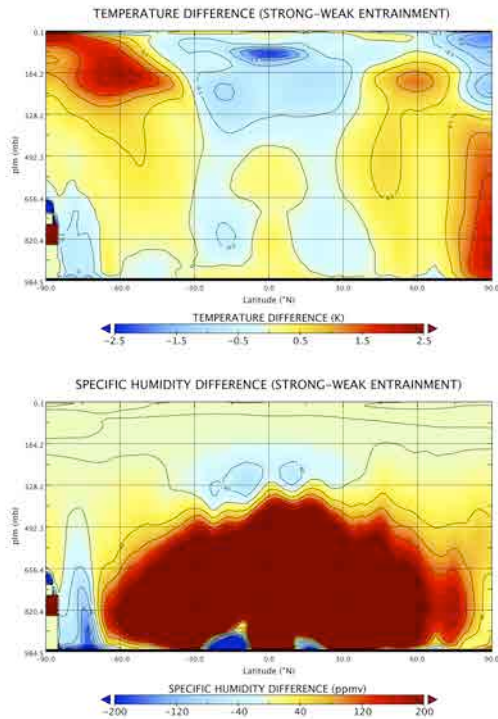 TEMPERATURE DIFFERENCE (STRONG-WEAK ENTRAINMENT)
0.1
184.2
328.1
492.3
656.4
820.4
984.5
plm (mb)
-90.0 -60.0 -30.0 0.0 30.0 60.0 90.0
Latitude (°N)
TEMPERATURE DIFFERENCE (K)
-2.5 -1.5 -0.5 0.5 1.5 2.5
SPECIFIC HUMIDITY DIFFERENCE (STRONG-WEAK ENTRAINMENT)
0.1
164.2
328.1
492.3
656.4
820.4
984.5
plm (mb)
-90.0 -60.0 -30.0 0.0 30.0 60.0 90.0
Latitude (°N)
SPECIFIC HUMIDITY DIFFERENCE (ppmv)
-200 -120 -40 40 120 200